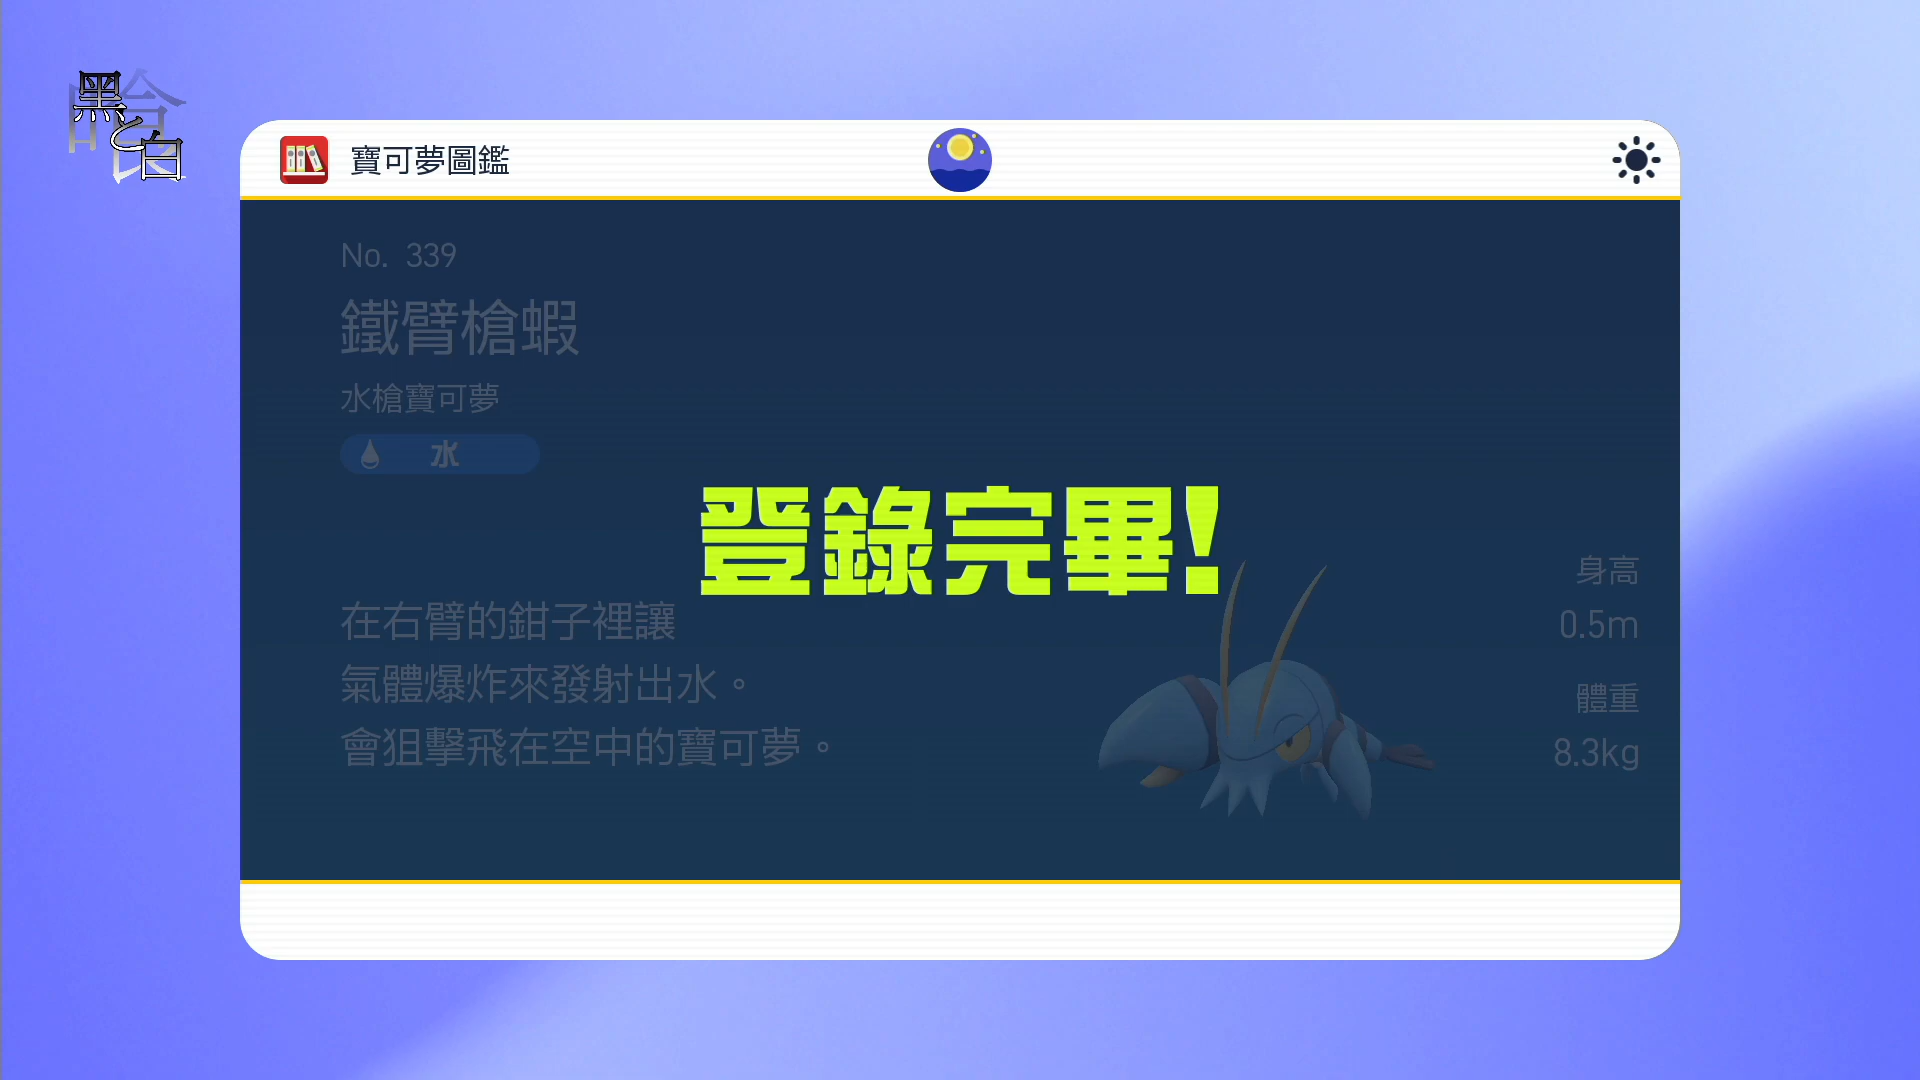 黑と白
寶可夢圖鑑
No. 339
鐵臂槍蝦
水槍寶可夢
水
登錄完畢!
在右臂的鉗子裡讓
氣體爆炸來發射出水。
會狙擊飛在空中的寶可夢。
身高
0.5m
體重
8.3kg